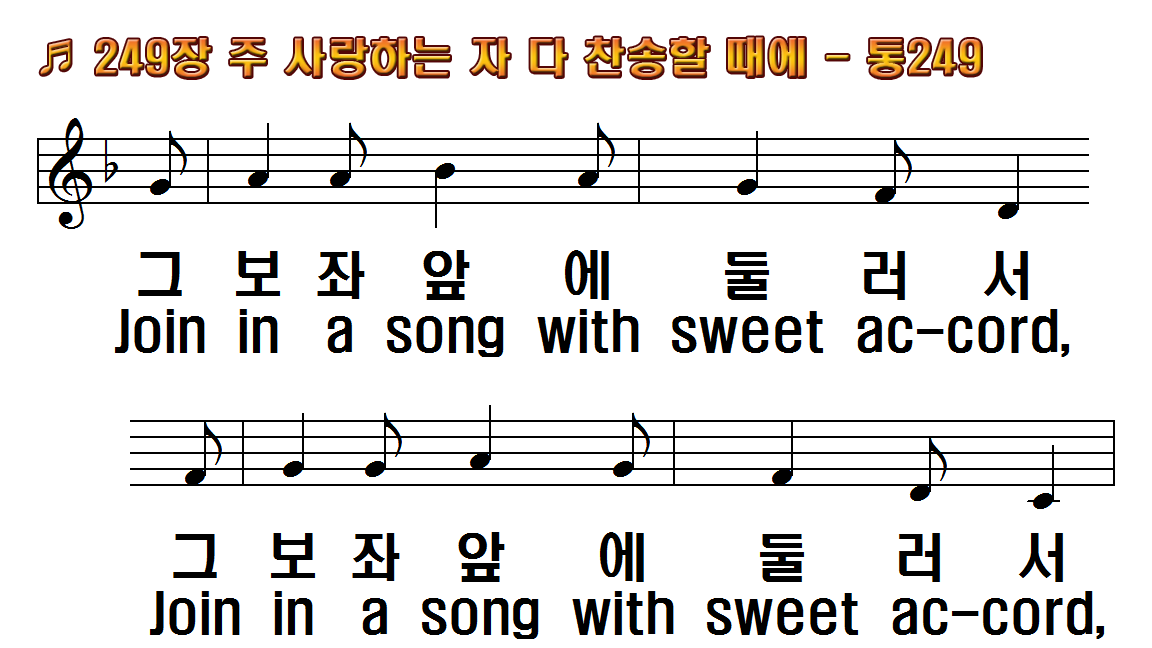 ♬ 249장 주 사랑하는 자 다 찬송할 때에 - 통249
그 보 좌 앞 에 둘 러 서
Join in a song with sweet ac-cord,
그 보 좌 앞 에 둘 러 서
Join in a song with sweet ac-cord,